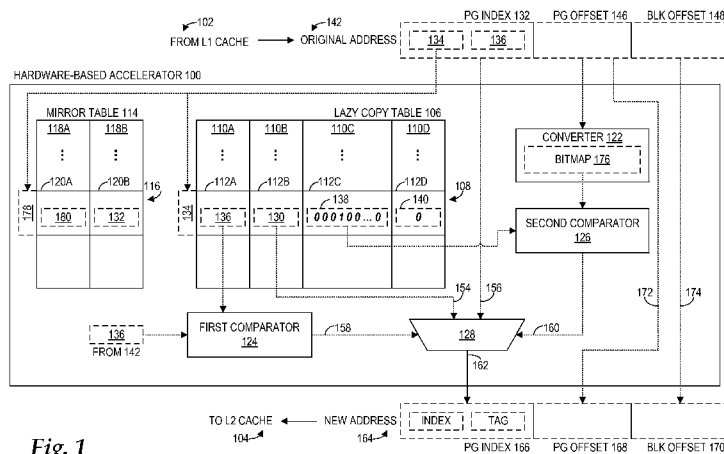 102
142
PG INDEX 132
PG OFFSET 146
BLK OFFSET 148
FROM L1 CACHE
ORIGINAL ADDRESS
134
136
HARDWARE-BASED ACCELERATOR 100
MIRROR TABLE 114
LAZY COPY TABLE 106
118A
118B
110A
110B
110C
110D
CONVERTER 122
BITMAP 176
120A
120B
116
112A
112B
112C
112D
108
178
180
132
134
136
130
138
000100...0
140
0
SECOND COMPARATOR
126
154
156
172
174
136
FROM 142
FIRST COMPARATOR
124
158
128
160
162
TO L2 CACHE
NEW ADDRESS
INDEX
TAG
104
164
PG INDEX 166
PG OFFSET 168
BLK OFFSET 170
Fig. 1